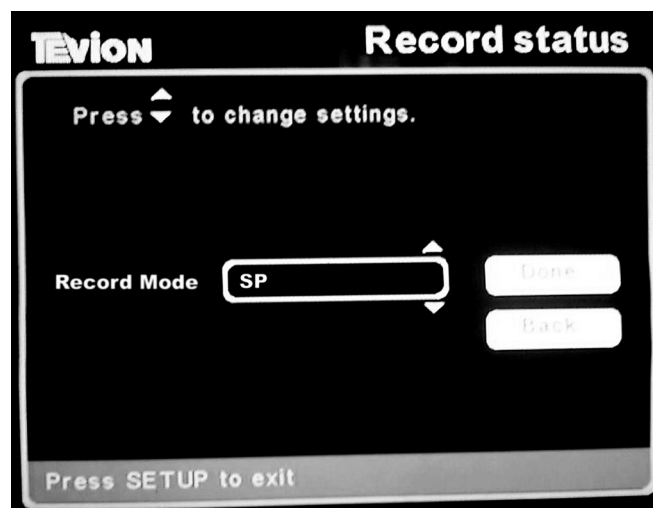 TEVION
Record status
Press to change settings.
Record Mode SP
Done
Back
Press SETUP to exit